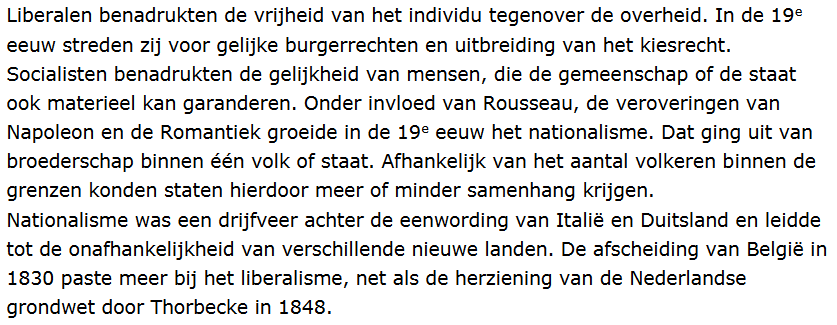 Liberalen benadrukten de vrijheid van het individu tegenover de overheid. In de 19ᵉ
eeuw streden zij voor gelijke burgerrechten en uitbreiding van het kiesrecht.
Socialisten benadrukten de gelijkheid van mensen, die de gemeenschap of de staat
ook materieel kan garanderen. Onder invloed van Rousseau, de veroveringen van
Napoleon en de Romantiek groeide in de 19ᵉ eeuw het nationalisme. Dat ging uit van
broederschap binnen één volk of staat. Afhankelijk van het aantal volkeren binnen de
grenzen konden staten hierdoor meer of minder samenhang krijgen.
Nationalisme was een drijfveer achter de eenwording van Italië en Duitsland en leidde
tot de onafhankelijkheid van verschillende nieuwe landen. De afscheiding van België in
1830 paste meer bij het liberalisme, net als de herziening van de Nederlandse
grondwet door Thorbecke in 1848.